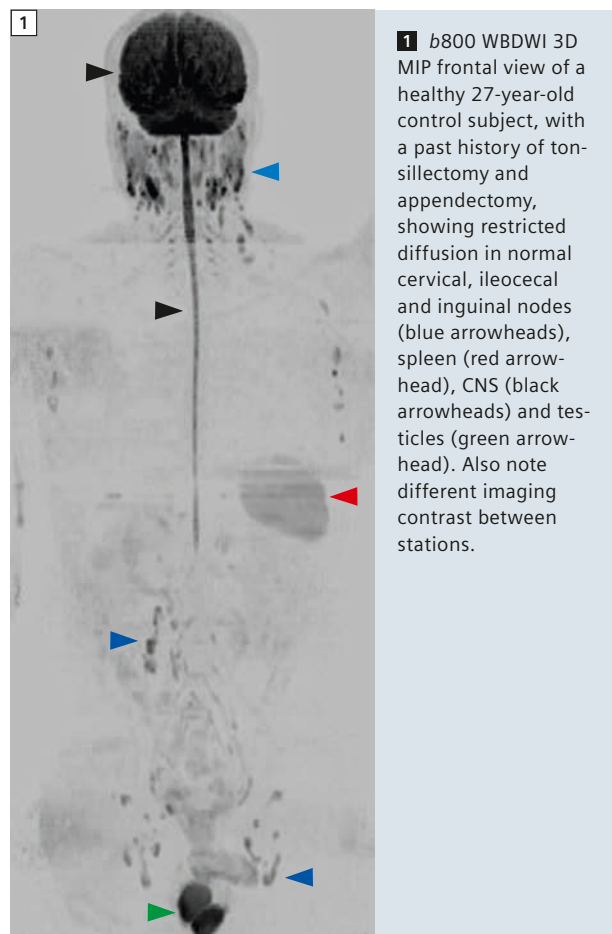 1
1 b800 WBDWI 3D
MIP frontal view of a
healthy 27-year-old
control subject, with
a past history of ton-
sillectomy and
appendectomy,
showing restricted
diffusion in normal
cervical, ileocecal
and inguinal nodes
(blue arrowheads),
spleen (red arrow-
head), CNS (black
arrowheads) and tes-
ticles (green arrow-
head). Also note
different imaging
contrast between
stations.